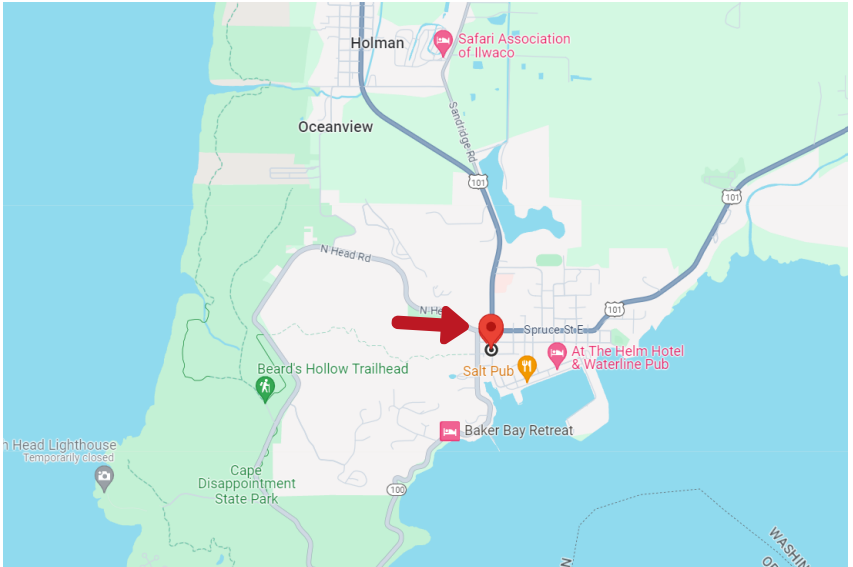 Holman
Safari Association
of Ilwaco
Oceanview
Sandridge Rd
101
101
N Head Rd
N He
101
Spruce St E
At The Helm Hotel
& Waterline Pub
Salt Pub
Beard's Hollow Trailhead
Baker Bay Retreat
h Head Lighthouse
Temporarily closed
Cape
Disappointment
State Park
100
WASHIN
OR
N